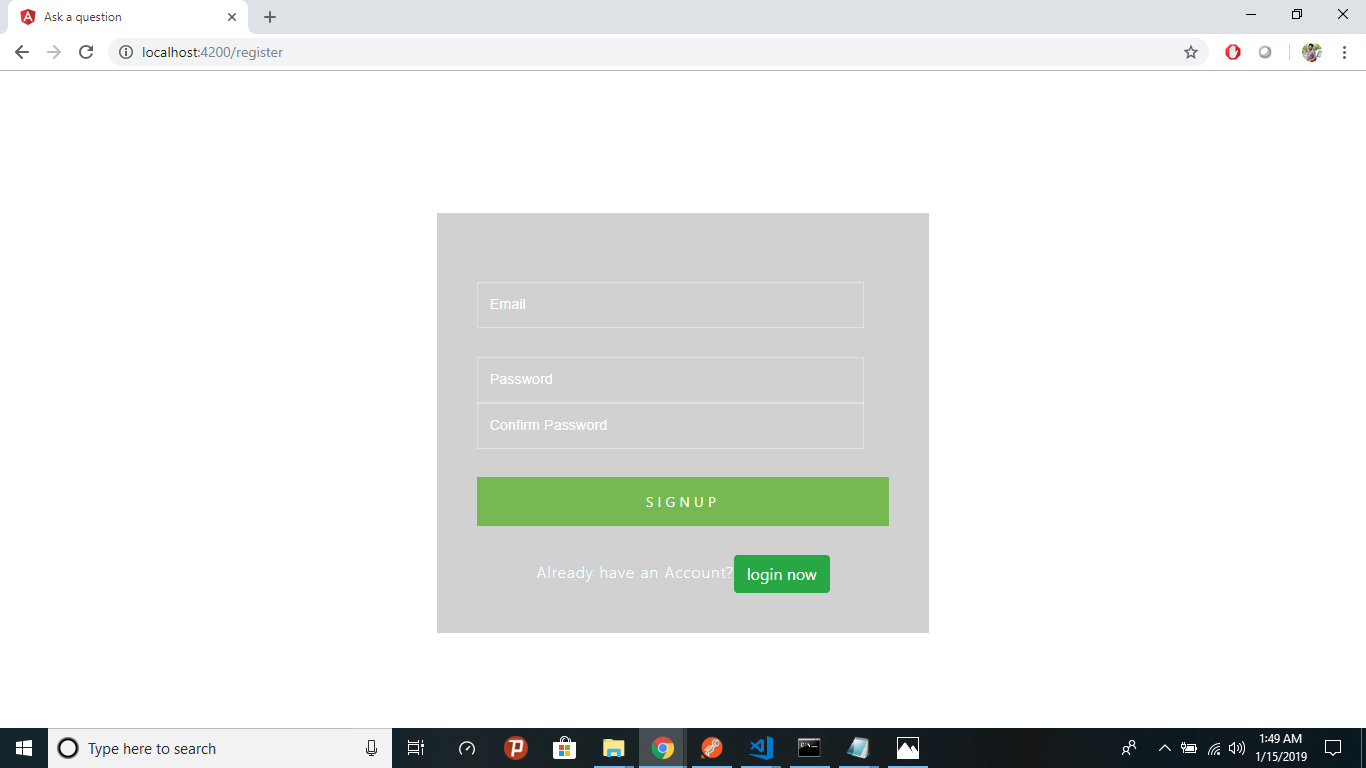 Ask a question
localhost:4200/register
Email
Password
Confirm Password
SIGNUP
Already have an Account? login now
Type here to search
1:49 AM
1/15/2019